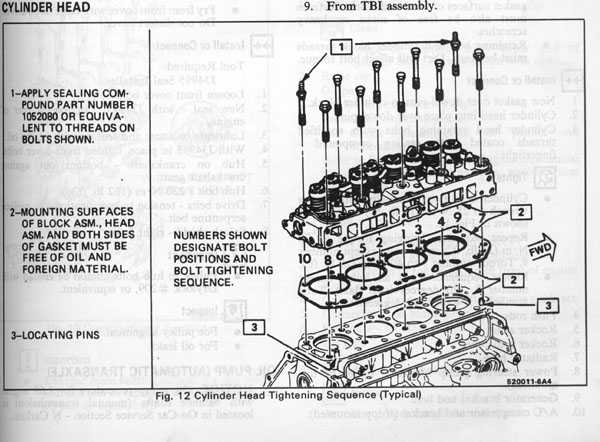 CYLINDER HEAD
9. From TBI assembly.
1–APPLY SEALING COM-
POUND PART NUMBER
1052080 OR EQUIVA-
LENT TO THREADS ON
BOLTS SHOWN.
2–MOUNTING SURFACES
OF BLOCK ASM., HEAD
ASM. AND BOTH SIDES
OF GASKET MUST BE
FREE OF OIL AND
FOREIGN MATERIAL.
3–LOCATING PINS
1
NUMBERS SHOWN
DESIGNATE BOLT
POSITIONS AND
BOLT TIGHTENING
SEQUENCE.
10 8 6 5 2 1 3 4 9 7
2
FWD
2
3
3
520011-6A4
Fig. 12 Cylinder Head Tightening Sequence (Typical)